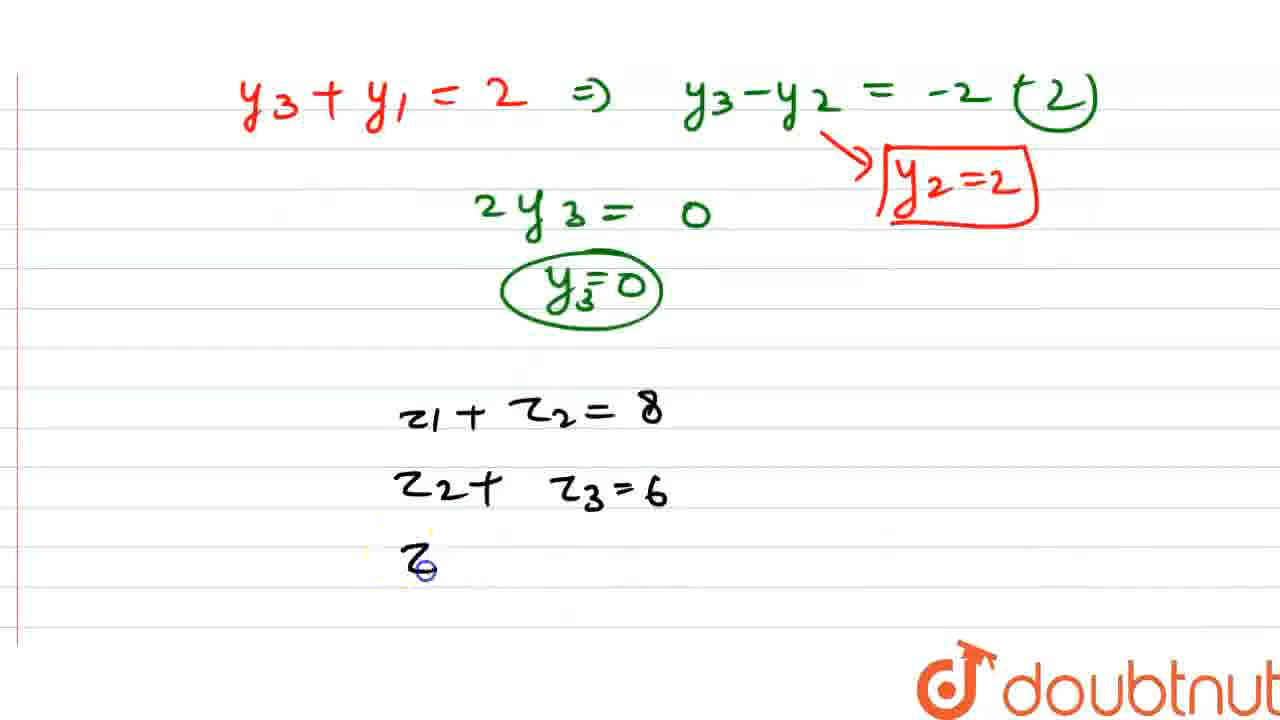 y3 + y1 = 2 ⇒ y3 - y2 = -2 + 2
y2 = 2
2y3 = 0
y3 = 0
z1 + z2 = 8
z2 + z3 = 6
z
doubtnut